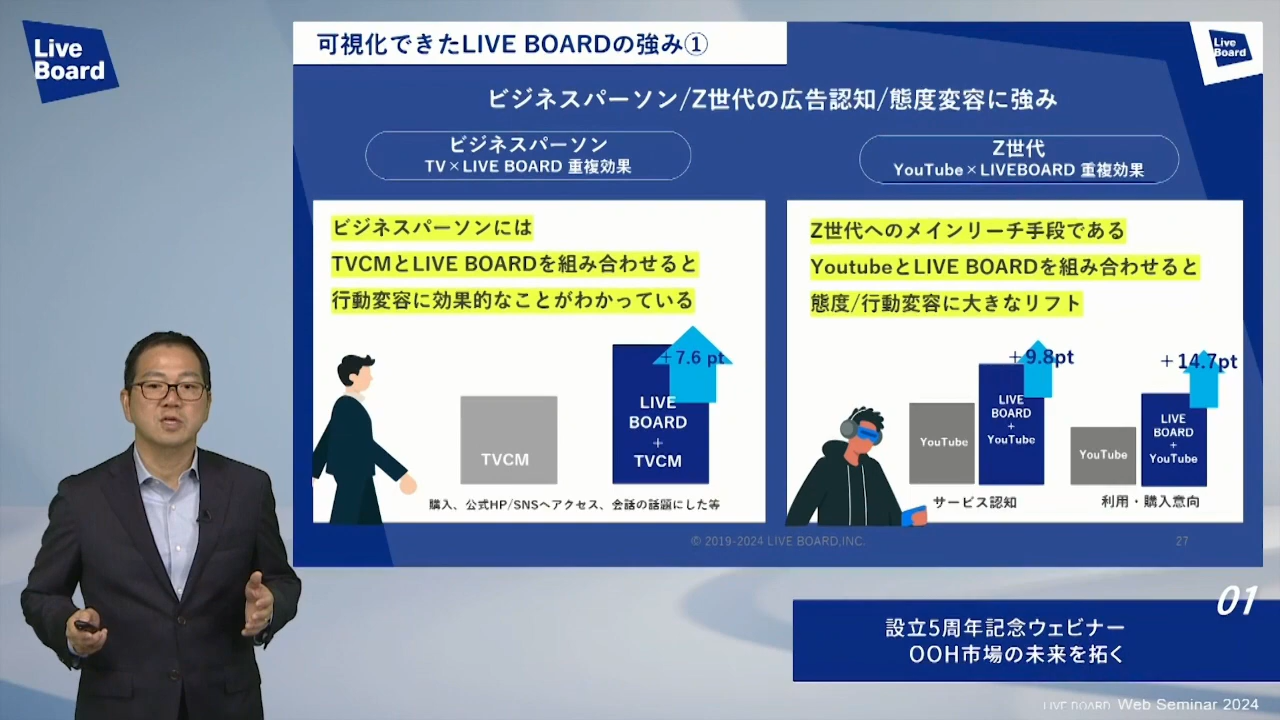 Live
Board
可視化できたLIVE BOARDの強み①
Live
Board
ビジネスパーソン/Z世代の広告認知/態度変容に強み
ビジネスパーソン
TV×LIVE BOARD 重複効果
Z世代
YouTube×LIVEBOARD 重複効果
ビジネスパーソンには
TVCMとLIVE BOARDを組み合わせると
行動変容に効果的なことがわかっている
+7.6 pt
TVCM
LIVE
BOARD
+
TVCM
購入、公式HP/SNSへアクセス、会話の話題にした等
Z世代へのメインリーチ手段である
YoutubeとLIVE BOARDを組み合わせると
態度/行動変容に大きなリフト
+9.8pt
YouTube
LIVE
BOARD
+
YouTube
サービス認知
+14.7pt
YouTube
LIVE
BOARD
+
YouTube
利用・購入意向
© 2019-2024 LIVE BOARD,INC.
27
01
設立5周年記念ウェビナー
OOH市場の未来を拓く
LIVE BOARD Web Seminar 2024